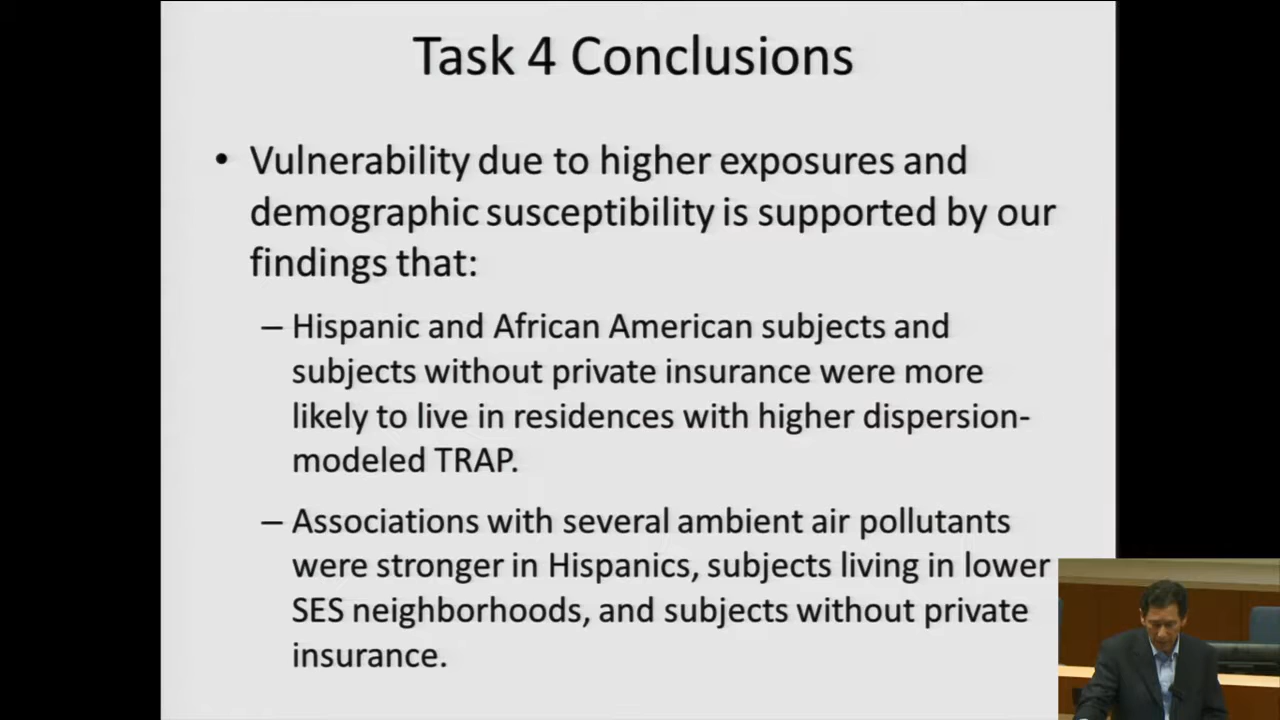 Task 4 Conclusions
• Vulnerability due to higher exposures and
demographic susceptibility is supported by our
findings that:
– Hispanic and African American subjects and
subjects without private insurance were more
likely to live in residences with higher dispersion-
modeled TRAP.
– Associations with several ambient air pollutants
were stronger in Hispanics, subjects living in lower
SES neighborhoods, and subjects without private
insurance.